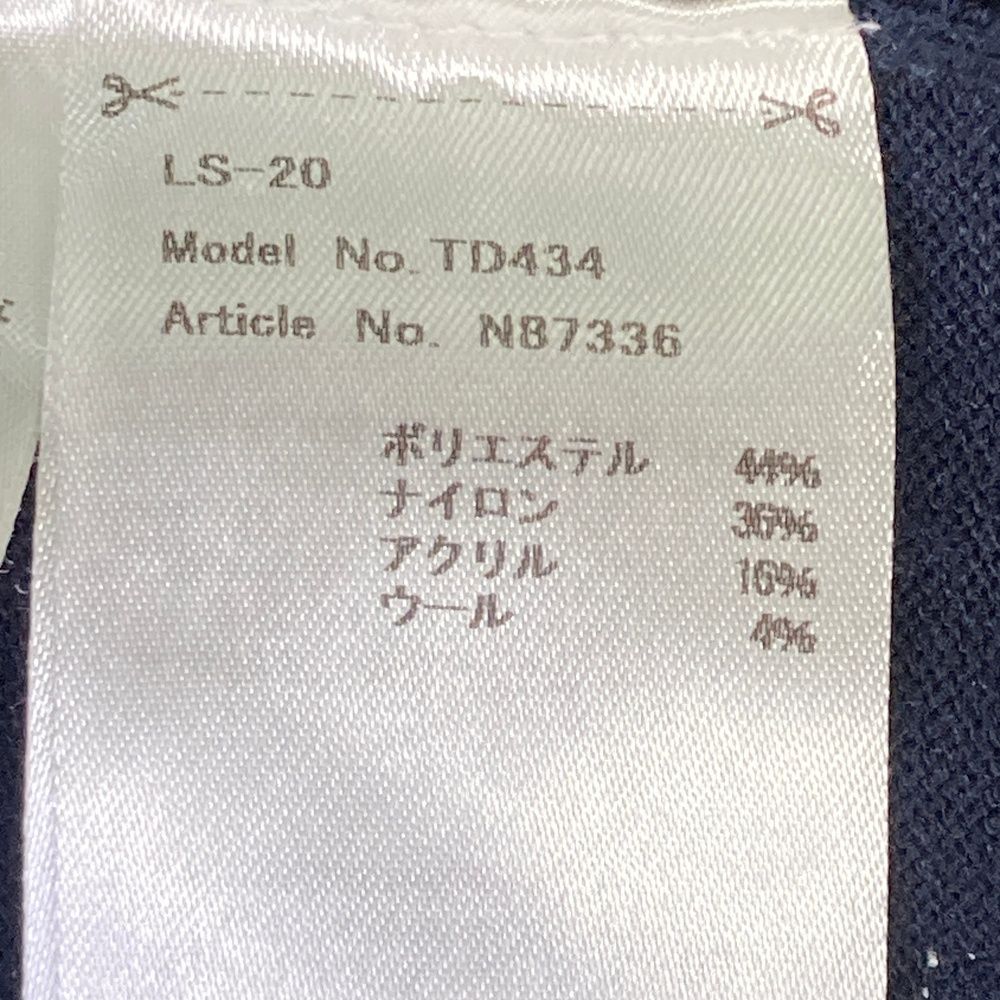 LS-20
Model No.TD434
Article No. N87336
ポリエステル 44%
ナイロン 36%
アクリル 16%
ウール 4%